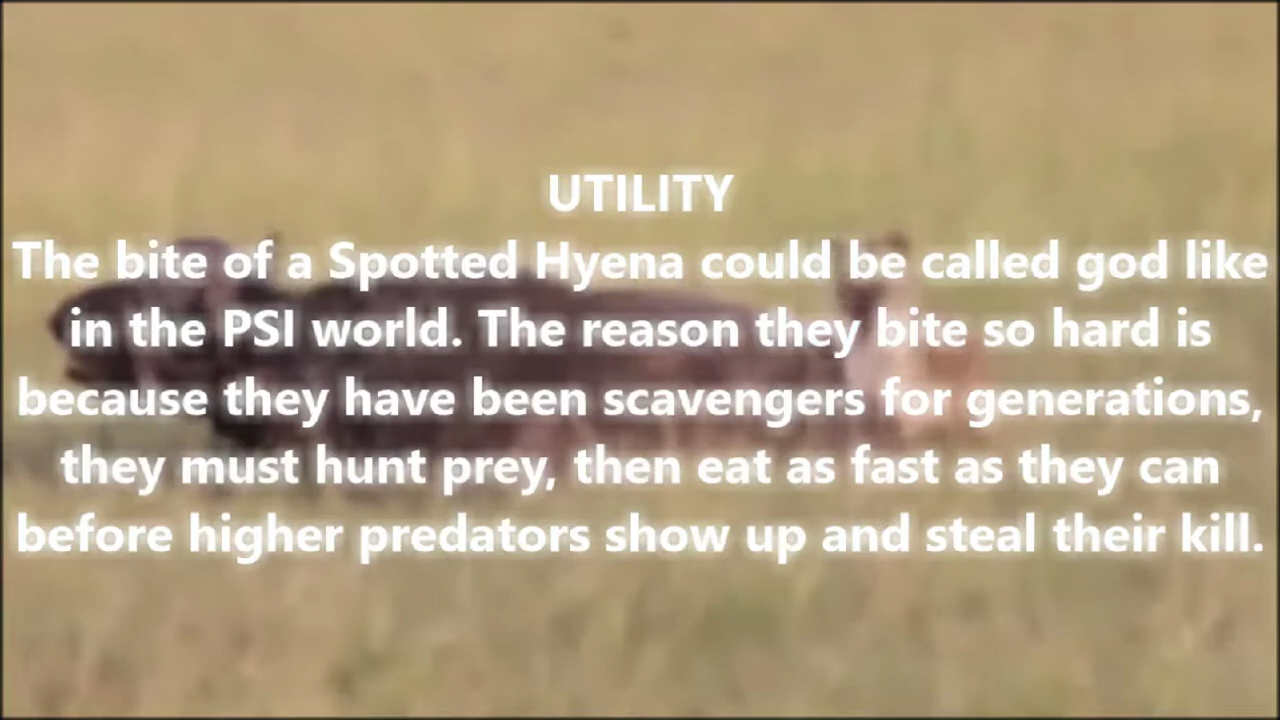 UTILITY
The bite of a Spotted Hyena could be called god like
in the PSI world. The reason they bite so hard is
because they have been scavengers for generations,
they must hunt prey, then eat as fast as they can
before higher predators show up and steal their kill.